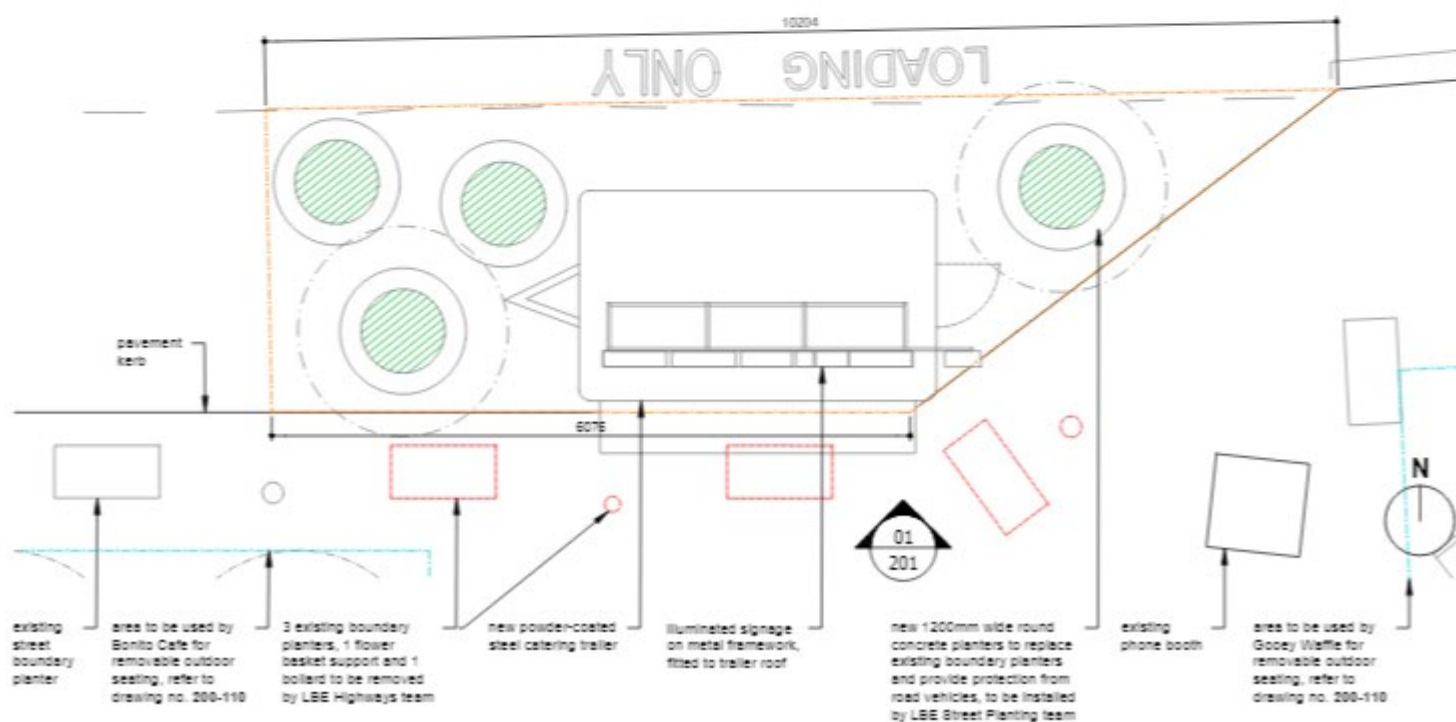 10204
LOADING ONLY
pavement
kerb
6076
N
01
201
existing
street
boundary
planter
area to be used by
Bonito Cafe for
removable outdoor
seating, refer to
drawing no. 200-110
3 existing boundary
planters, 1 flower
basket support and 1
bollard to be removed
by LBE Highways team
new powder-coated
steel catering trailer
illuminated signage
on metal framework,
fitted to trailer roof
new 1200mm wide round
concrete planters to replace
existing boundary planters
and provide protection from
road vehicles, to be installed
by LBE Street Planting team
existing
phone booth
area to be used by
Gooey Waffle for
removable outdoor
seating, refer to
drawing no. 200-110